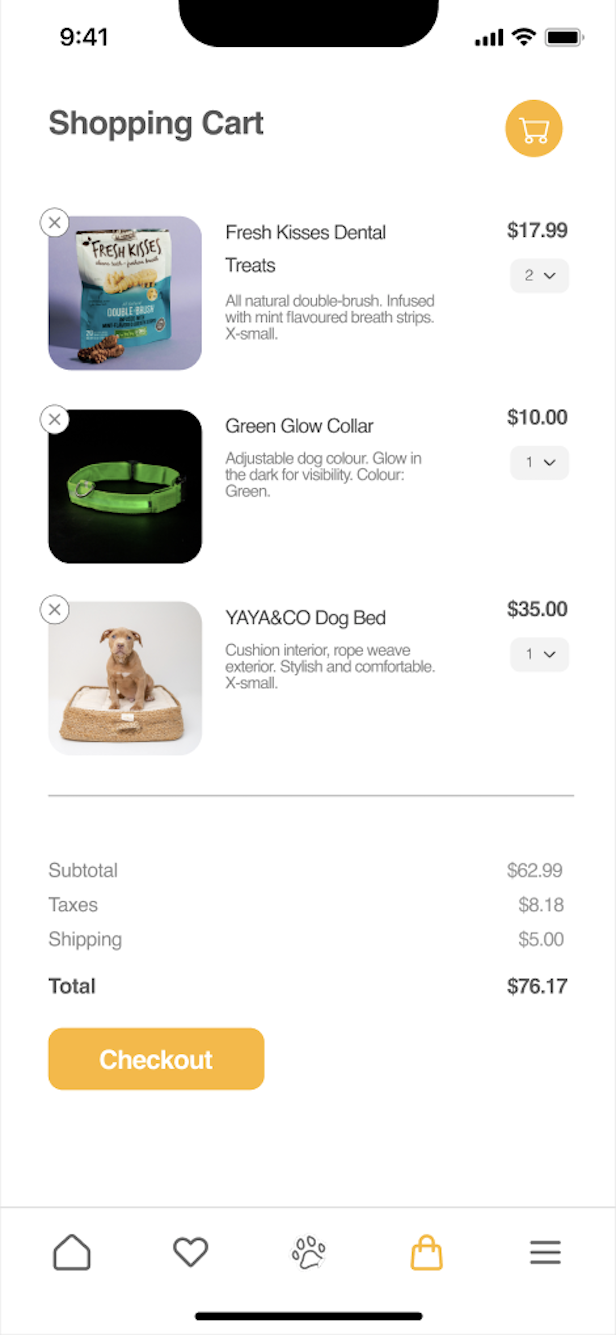 9:41
Shopping Cart
FRESH KISSES
DOUBLE-BRUSH
INFUSED WITH
Fresh Kisses Dental
Treats
$17.99
2
All natural double-brush. Infused
with mint flavoured breath strips.
X-small.
Green Glow Collar
$10.00
1
Adjustable dog colour. Glow in
the dark for visibility. Colour:
Green.
YAYA&CO Dog Bed
$35.00
1
Cushion interior, rope weave
exterior. Stylish and comfortable.
X-small.
Subtotal $62.99
Taxes $8.18
Shipping $5.00
Total $76.17
Checkout